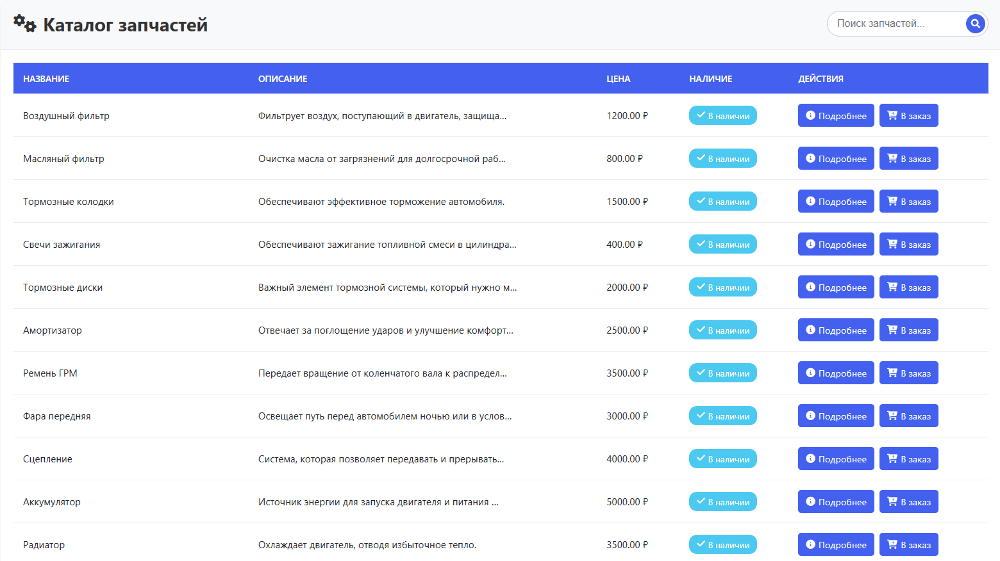 Каталог запчастей
Поиск запчастей...
НАЗВАНИЕ ОПИСАНИЕ ЦЕНА НАЛИЧИЕ ДЕЙСТВИЯ
Воздушный фильтр Фильтрует воздух, поступающий в двигатель, защища... 1200.00 ₽ В наличии Подробнее В заказ
Масляный фильтр Очистка масла от загрязнений для долгосрочной раб... 800.00 ₽ В наличии Подробнее В заказ
Тормозные колодки Обеспечивают эффективное торможение автомобиля. 1500.00 ₽ В наличии Подробнее В заказ
Свечи зажигания Обеспечивают зажигание топливной смеси в цилиндра... 400.00 ₽ В наличии Подробнее В заказ
Тормозные диски Важный элемент тормозной системы, который нужно м... 2000.00 ₽ В наличии Подробнее В заказ
Амортизатор Отвечает за поглощение ударов и улучшение комфорт... 2500.00 ₽ В наличии Подробнее В заказ
Ремень ГРМ Передает вращение от коленчатого вала к распредел... 3500.00 ₽ В наличии Подробнее В заказ
Фара передняя Освещает путь перед автомобилем ночью или в услов... 3000.00 ₽ В наличии Подробнее В заказ
Сцепление Система, которая позволяет передавать и прерывать... 4000.00 ₽ В наличии Подробнее В заказ
Аккумулятор Источник энергии для запуска двигателя и питания ... 5000.00 ₽ В наличии Подробнее В заказ
Радиатор Охлаждает двигатель, отводя избыточное тепло. 3500.00 ₽ В наличии Подробнее В заказ